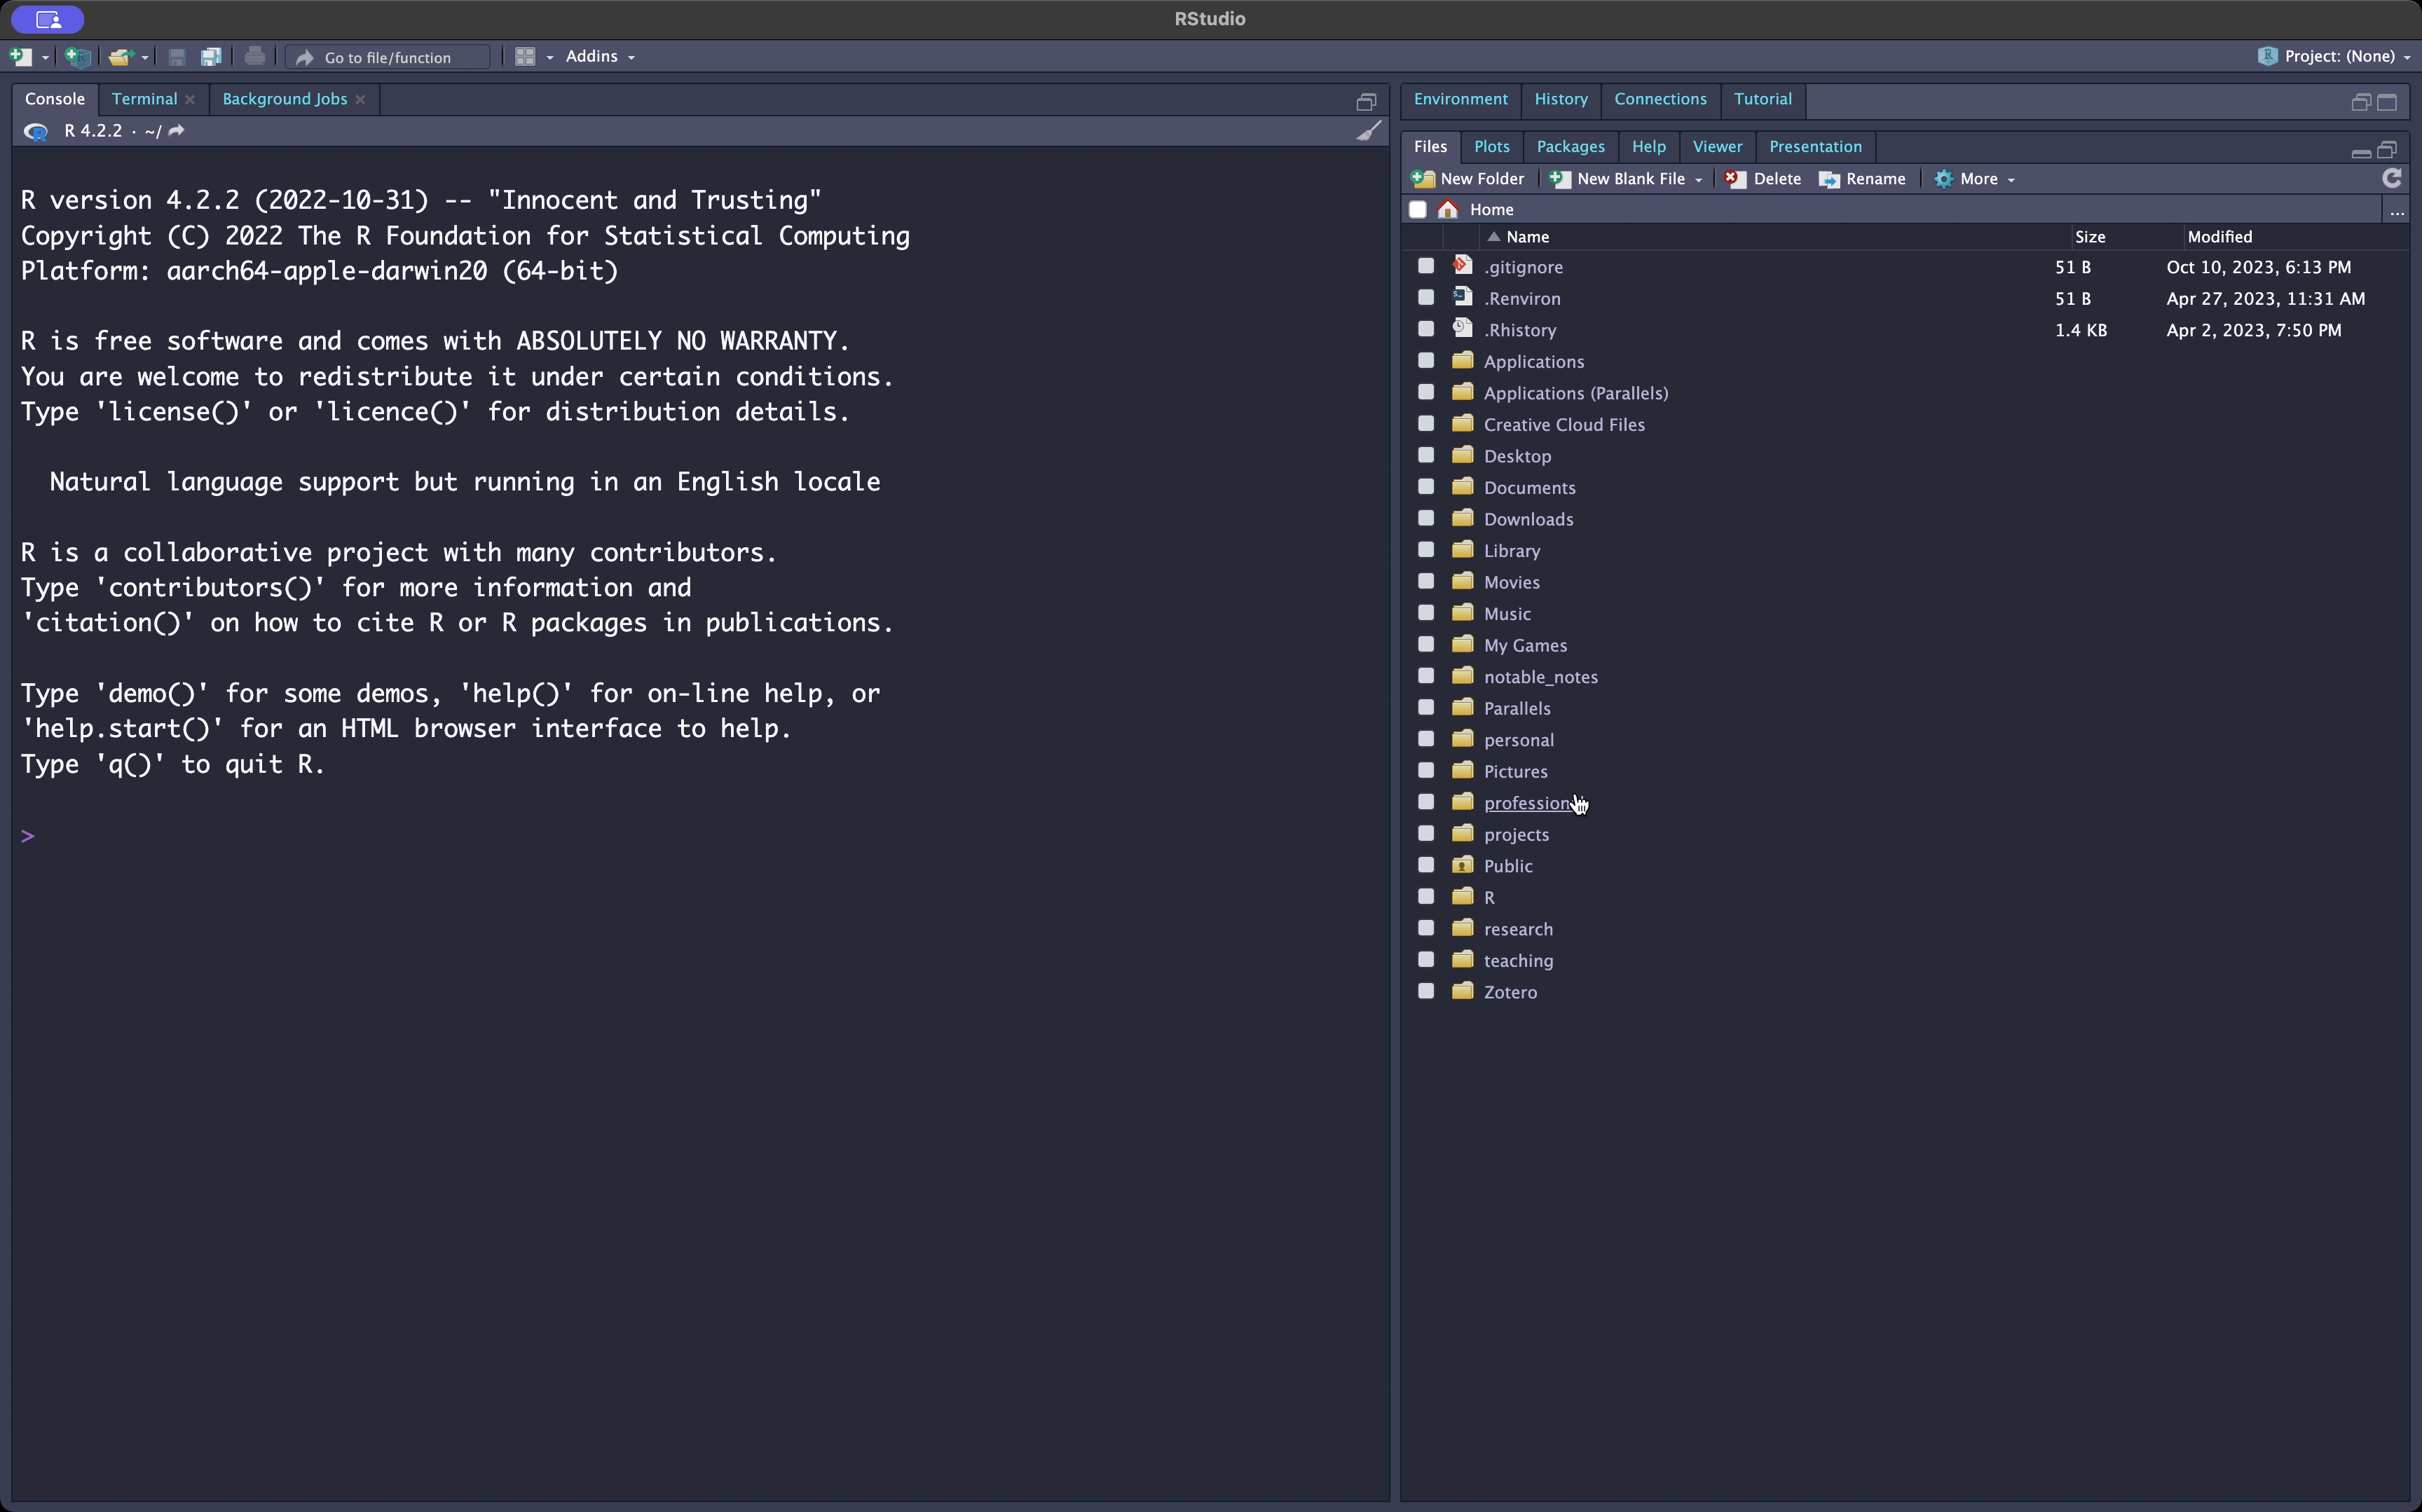 RStudio
Go to file/function
Addins
Project: (None)
Console
Terminal
Background Jobs
R 4.2.2 · ~/
R version 4.2.2 (2022-10-31) -- "Innocent and Trusting"
Copyright (C) 2022 The R Foundation for Statistical Computing
Platform: aarch64-apple-darwin20 (64-bit)
R is free software and comes with ABSOLUTELY NO WARRANTY.
You are welcome to redistribute it under certain conditions.
Type 'license()' or 'licence()' for distribution details.
Natural language support but running in an English locale
R is a collaborative project with many contributors.
Type 'contributors()' for more information and
'citation()' on how to cite R or R packages in publications.
Type 'demo()' for some demos, 'help()' for on-line help, or
'help.start()' for an HTML browser interface to help.
Type 'q()' to quit R.
>
Environment History Connections Tutorial
Files Plots Packages Help Viewer Presentation
New Folder New Blank File Delete Rename More
Home ...
Name Size Modified
.gitignore 51 B Oct 10, 2023, 6:13 PM
.Renviron 51 B Apr 27, 2023, 11:31 AM
.Rhistory 1.4 KB Apr 2, 2023, 7:50 PM
Applications
Applications (Parallels)
Creative Cloud Files
Desktop
Documents
Downloads
Library
Movies
Music
My Games
notable_notes
Parallels
personal
Pictures
projects
Public
R
research
teaching
Zotero